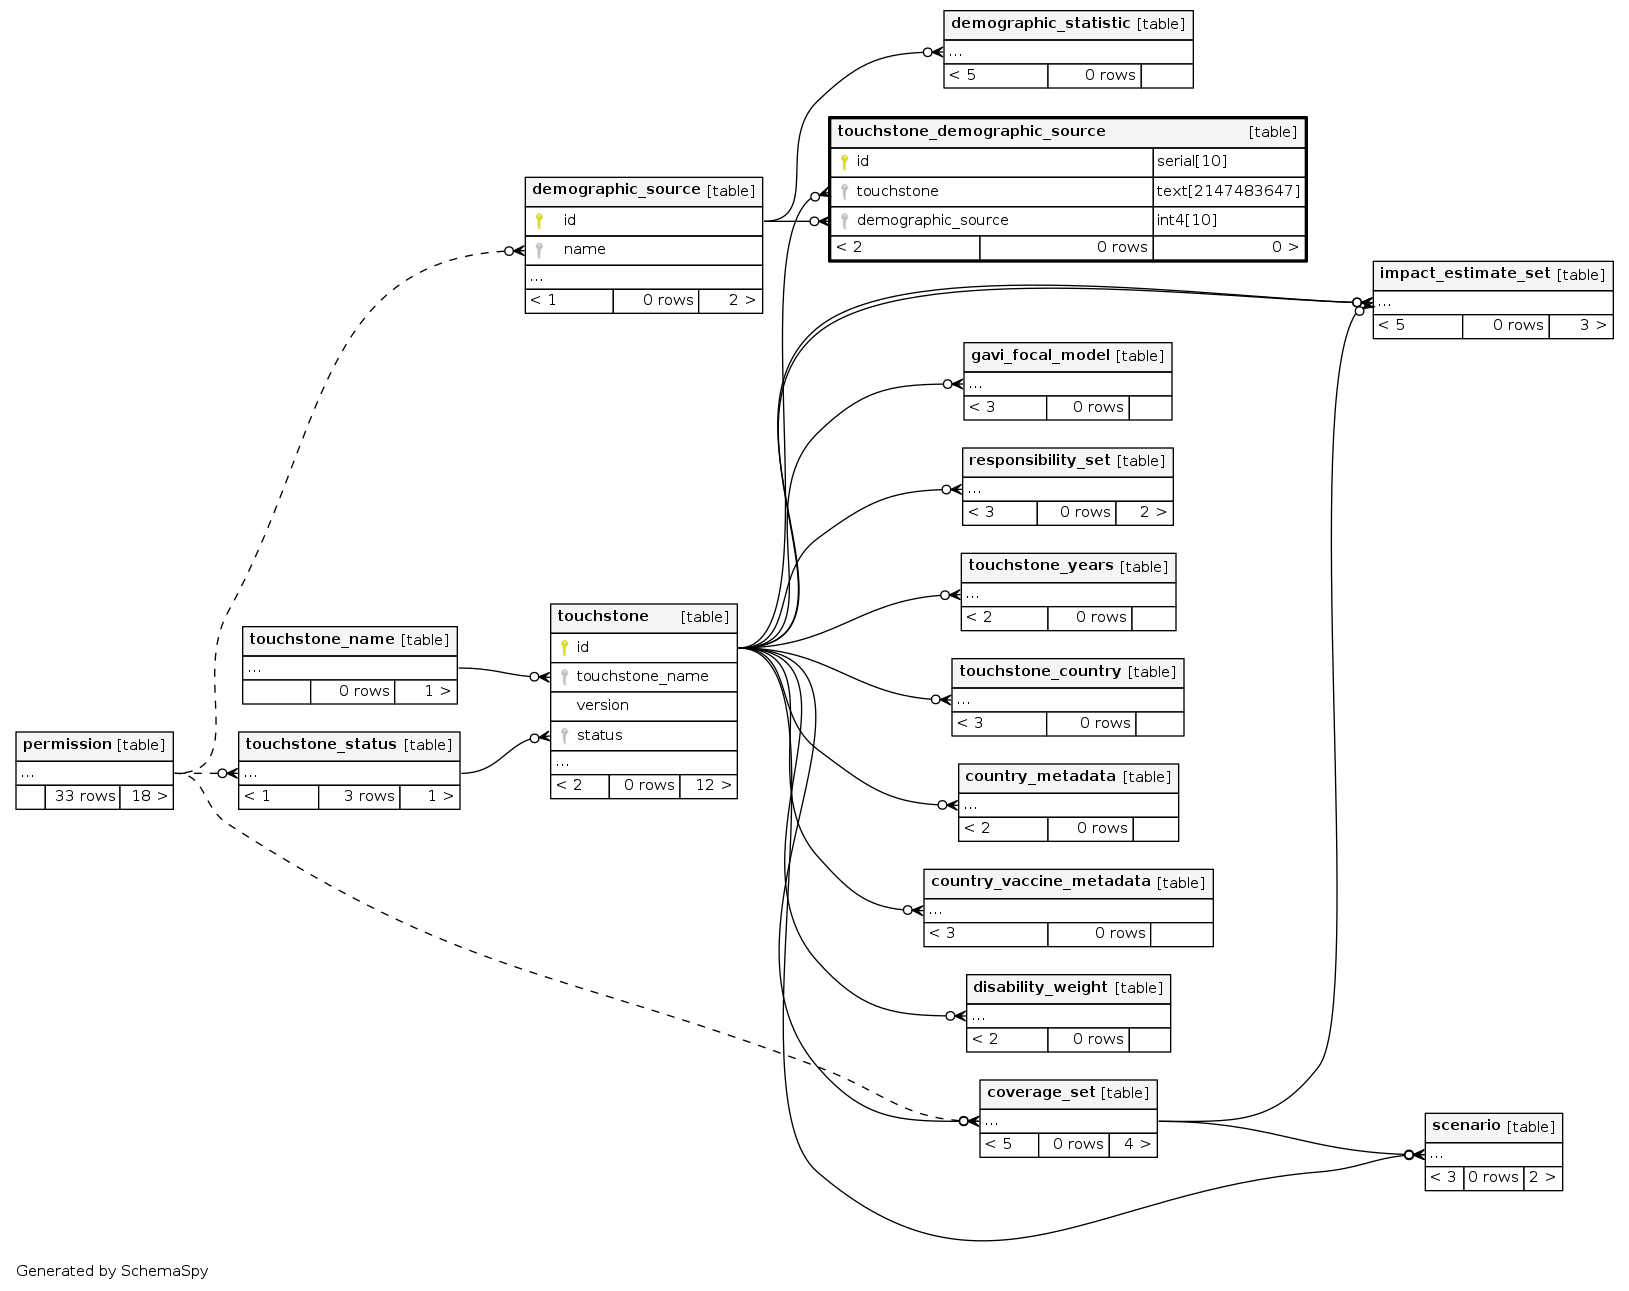 demographic_statistic [table]
...
< 5 0 rows
touchstone_demographic_source [table]
id serial[10]
touchstone text[2147483647]
demographic_source int4[10]
< 2 0 rows 0 >
demographic_source [table]
id
name
...
< 1 0 rows 2 >
impact_estimate_set [table]
...
< 5 0 rows 3 >
gavi_focal_model [table]
...
< 3 0 rows
responsibility_set [table]
...
< 3 0 rows 2 >
touchstone_years [table]
...
< 2 0 rows
touchstone [table]
id
touchstone_name
version
status
...
< 2 0 rows 12 >
touchstone_name [table]
...
0 rows 1 >
touchstone_country [table]
...
< 3 0 rows
permission [table]
...
33 rows 18 >
touchstone_status [table]
...
< 1 3 rows 1 >
country_metadata [table]
...
< 2 0 rows
country_vaccine_metadata [table]
...
< 3 0 rows
disability_weight [table]
...
< 2 0 rows
coverage_set [table]
...
< 5 0 rows 4 >
scenario [table]
...
< 3 0 rows 2 >
Generated by SchemaSpy